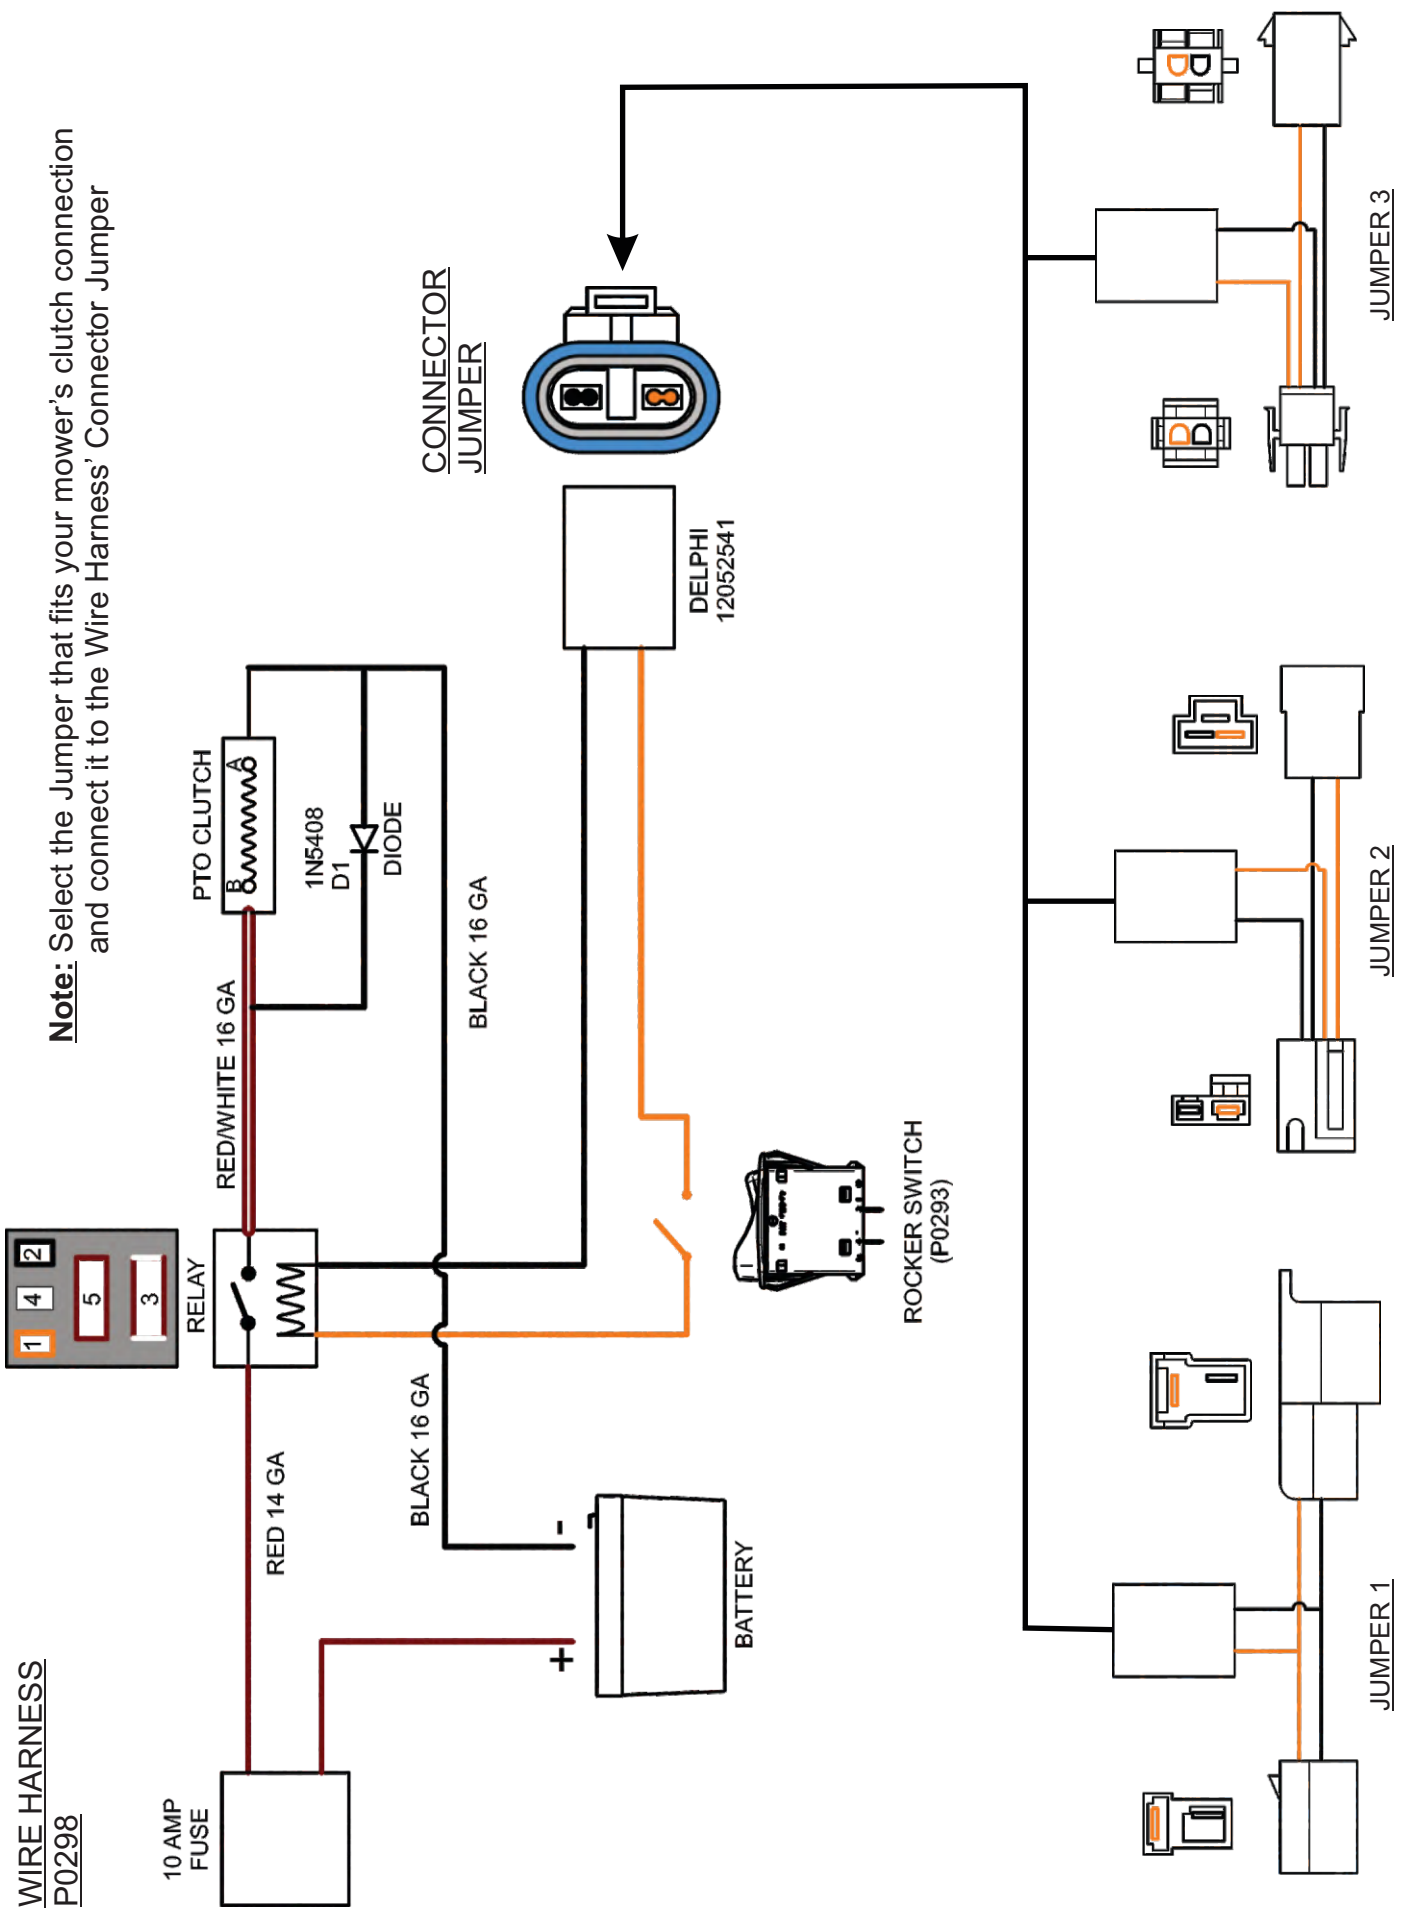 WIRE HARNESS
P0298
Note: Select the Jumper that fits your mower's clutch connection
and connect it to the Wire Harness' Connector Jumper
1
4
2
5
3
RELAY
10 AMP
FUSE
RED 14 GA
RED/WHITE 16 GA
PTO CLUTCH
B
A
1N5408
D1
DIODE
BLACK 16 GA
BLACK 16 GA
+
-
BATTERY
ROCKER SWITCH
(P0293)
CONNECTOR
JUMPER
DELPHI
12052541
JUMPER 1
JUMPER 2
JUMPER 3